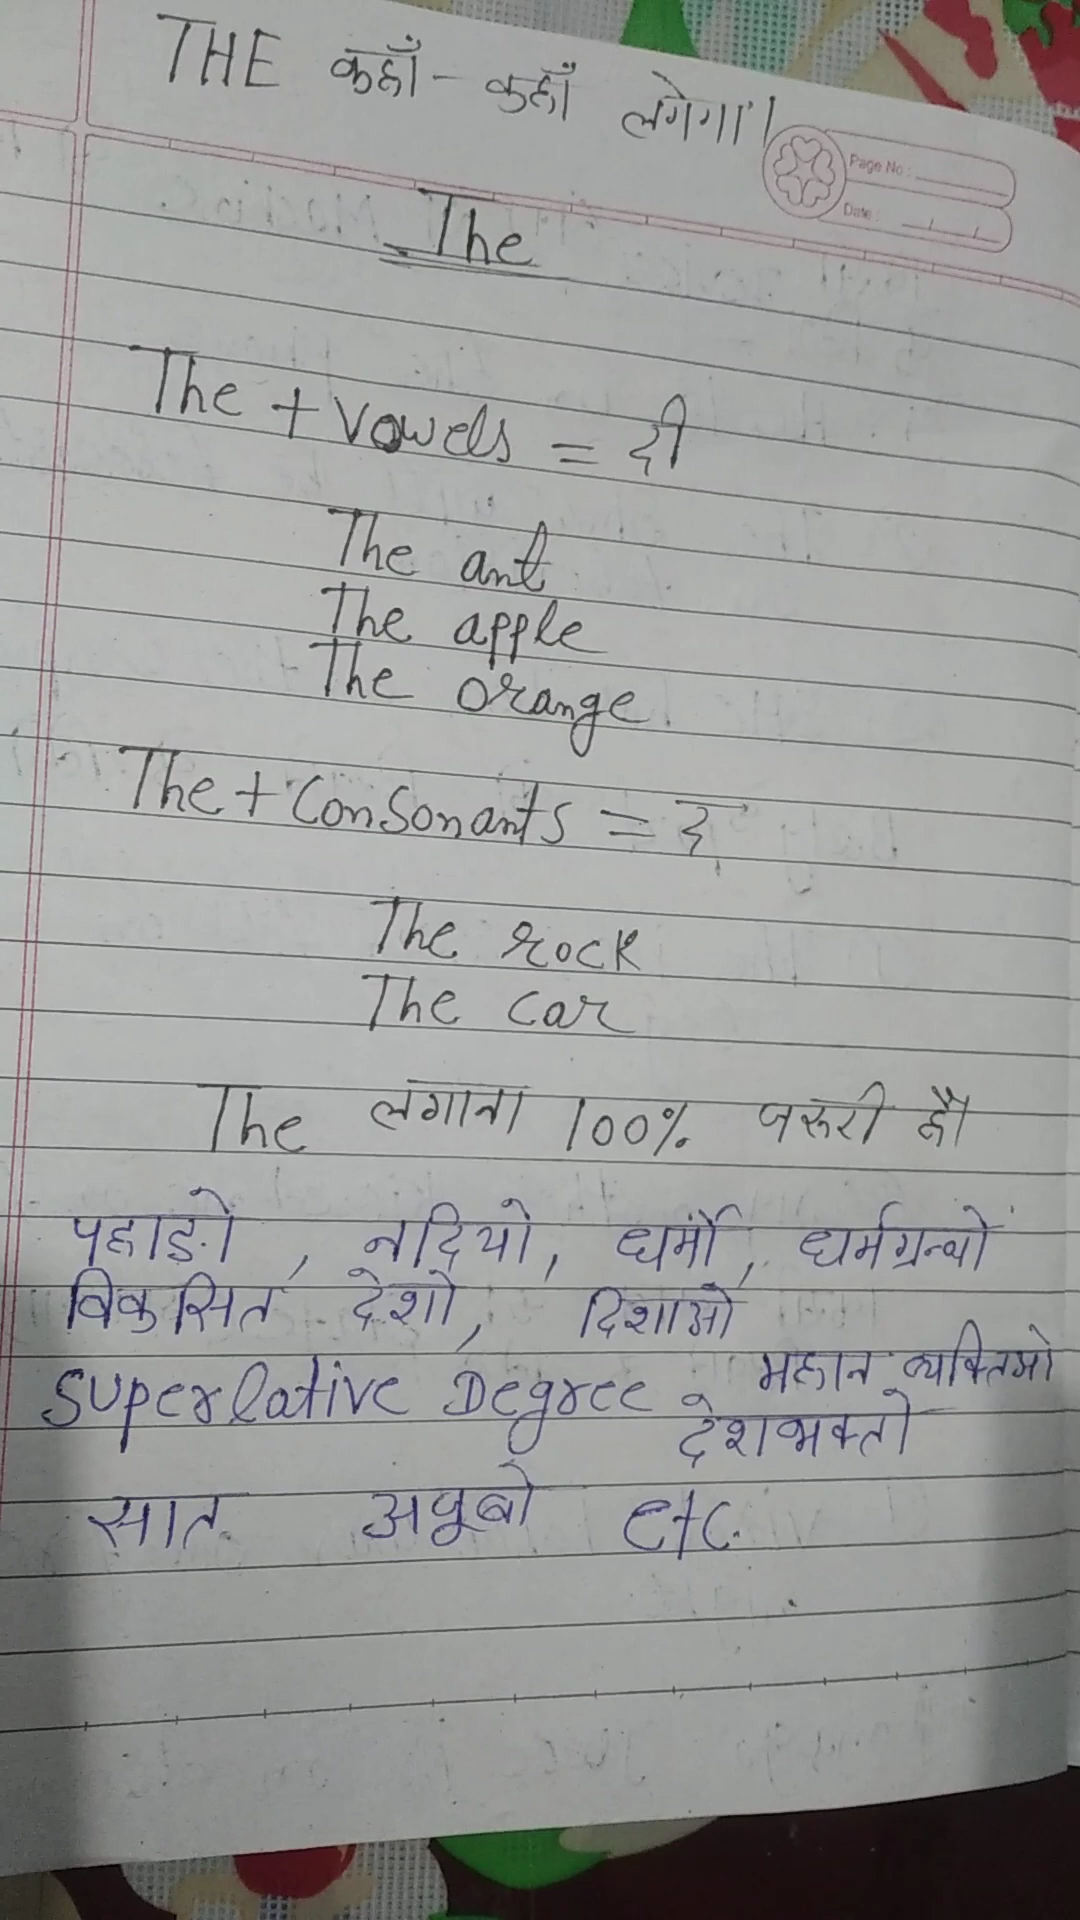 THE कहाँ - कहाँ लगेगा।
Page No.:
Date:
The
The + Vowels = दी
The ant
The apple
The orange
The + Consonants = द
The rock
The car
The लगाना 100% जरूरी है।
पहाड़ो, नदियो, धर्मों, धर्मग्रन्थों
विकसित देशो, दिशाओ
Superlative Degree, महान व्यक्तिओ
देशभक्तो
सात अजूबो etc.